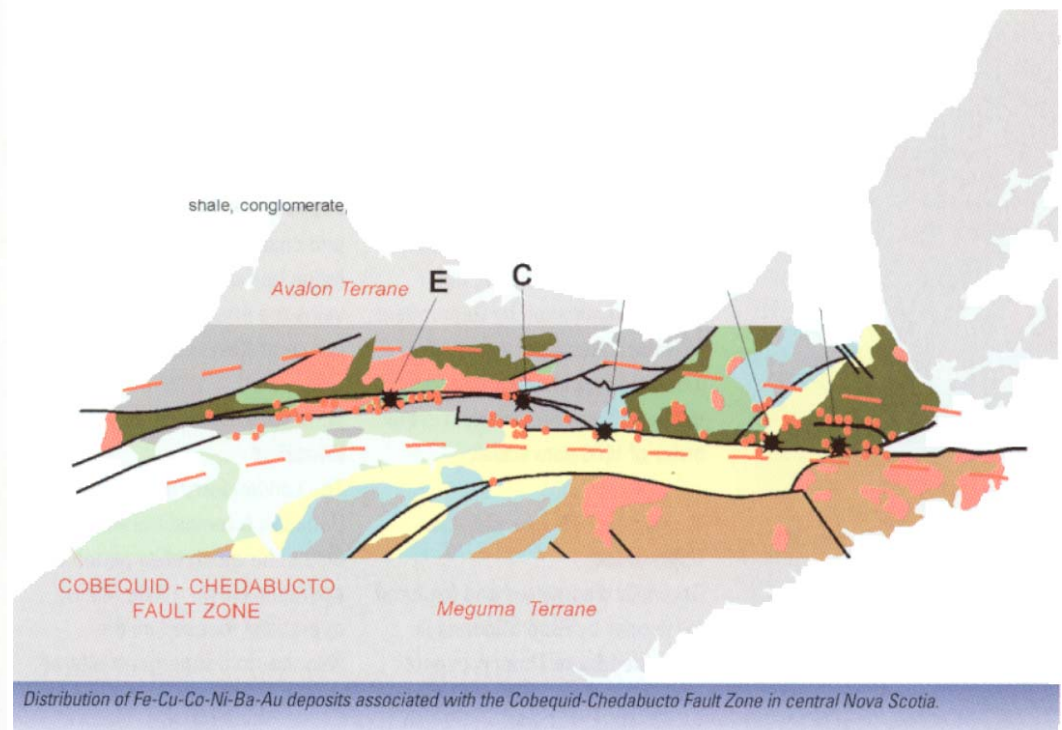 shale, conglomerate,
Avalon Terrane
E
C
COBEQUID - CHEDABUCTO
FAULT ZONE
Meguma Terrane
Distribution of Fe-Cu-Co-Ni-Ba-Au deposits associated with the Cobequid-Chedabucto Fault Zone in central Nova Scotia.